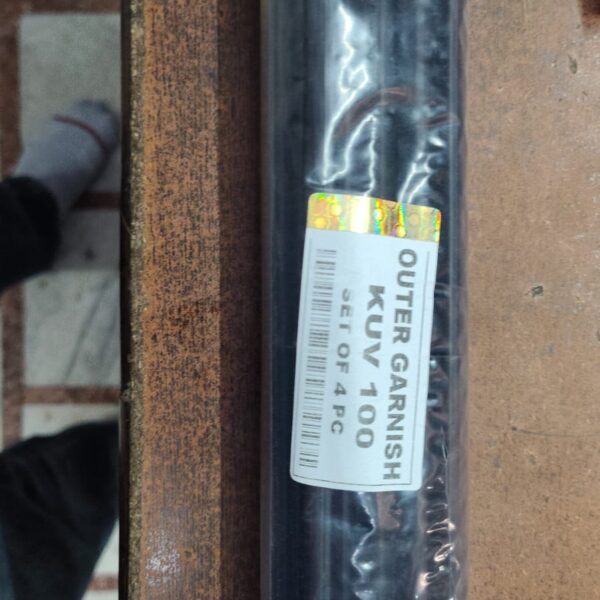 OUTER GARNISH
KUV 100
SET OF 4 PC